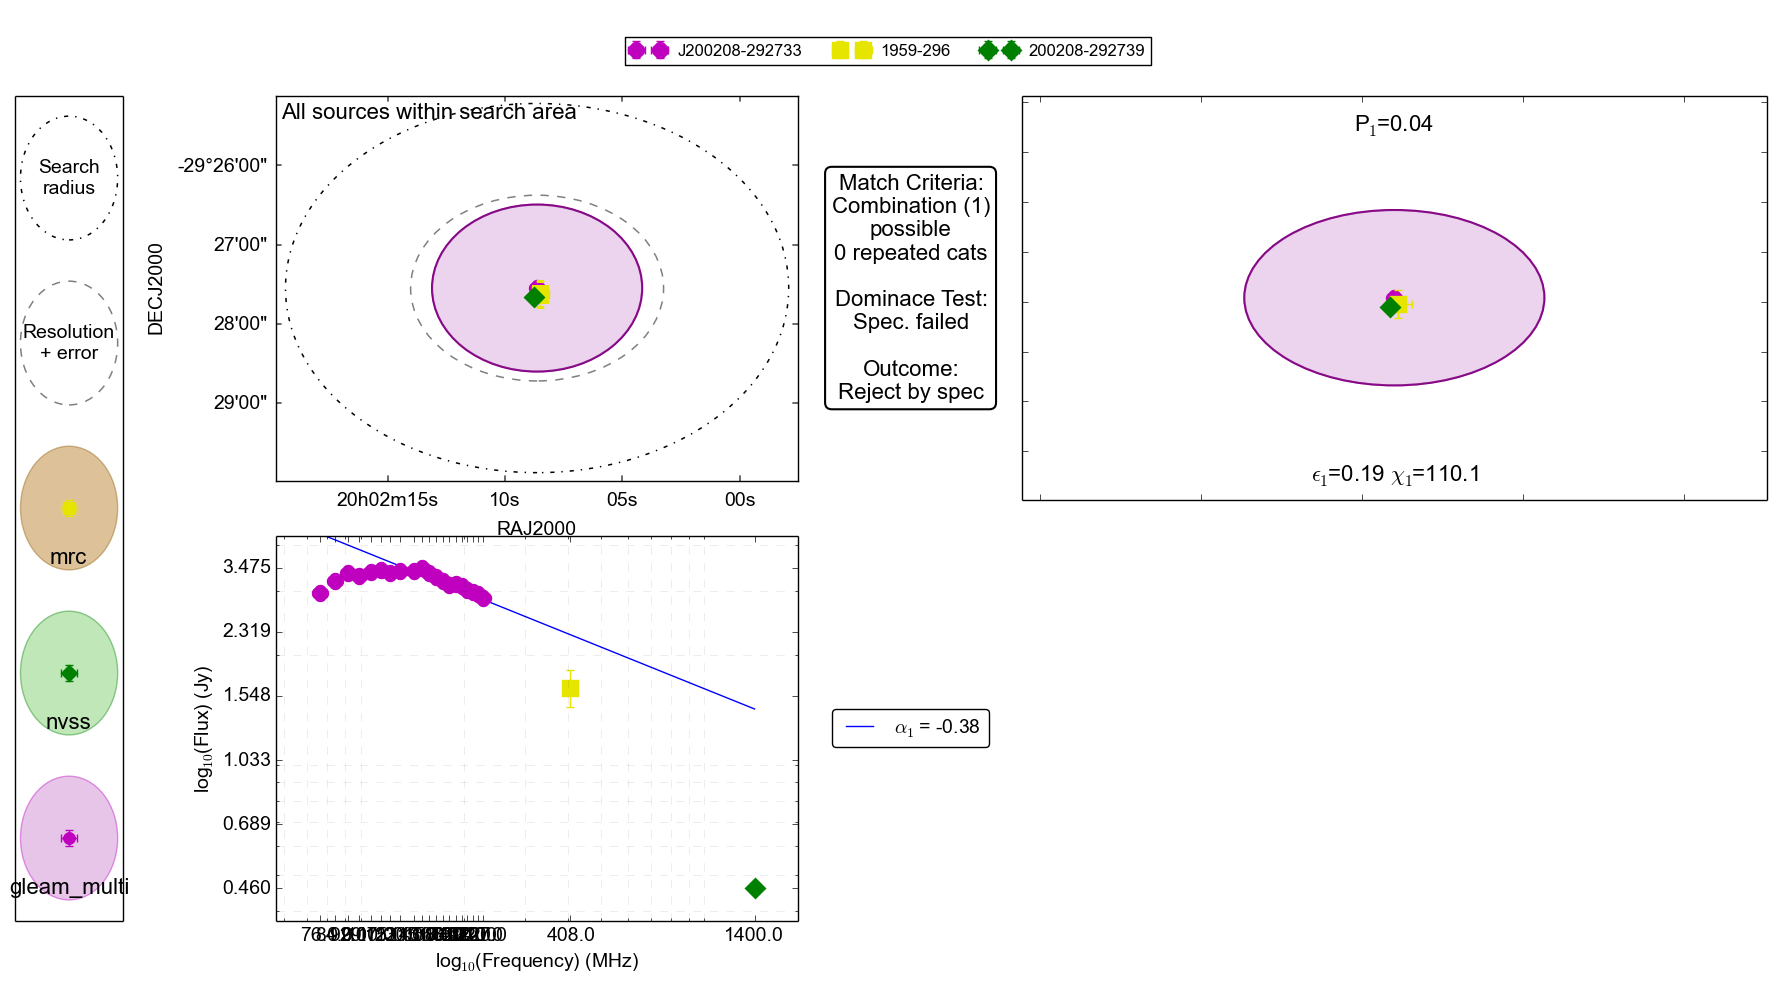 J200208-292733 1959-296 200208-292739
Search
radius
Resolution
+ error
mrc
nvss
gleam_multi
All sources within search area
DECJ2000
-29°26'00"
27'00"
28'00"
29'00"
20h02m15s 10s 05s 00s
RAJ2000
Match Criteria:
Combination (1)
possible
0 repeated cats
Dominace Test:
Spec. failed
Outcome:
Reject by spec
P₁=0.04
ϵ₁=0.19 χ₁=110.1
log₁₀(Flux) (Jy)
3.475
2.319
1.548
1.033
0.689
0.460
408.0 1400.0
log₁₀(Frequency) (MHz)
α₁ = -0.38